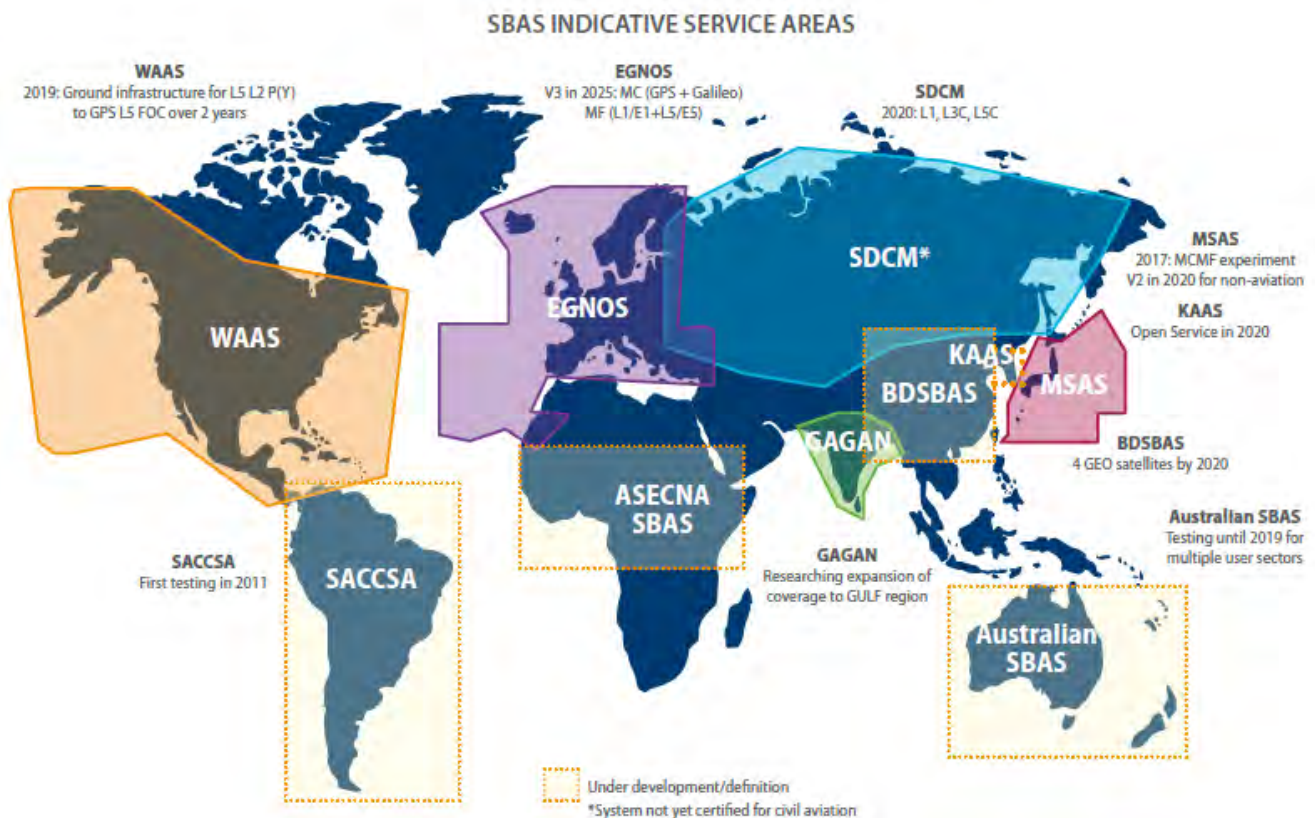 SBAS INDICATIVE SERVICE AREAS
WAAS
2019: Ground infrastructure for L5 L2 P(Y)
to GPS L5 FOC over 2 years
EGNOS
V3 in 2025: MC (GPS + Galileo)
MF (L1/E1+L5/E5)
SDCM
2020: L1, L3C, L5C
MSAS
2017: MCMF experiment
V2 in 2020 for non-aviation
KAAS
Open Service in 2020
SDCM*
EGNOS
WAAS
KAAS
MSAS
BDSBAS
GAGAN
BDSBAS
4 GEO satellites by 2020
ASECNA
SBAS
Australian SBAS
Testing until 2019 for
multiple user sectors
SACCSA
First testing in 2011
SACCSA
GAGAN
Researching expansion of
coverage to GULF region
Australian
SBAS
Under development/definition
*System not yet certified for civil aviation